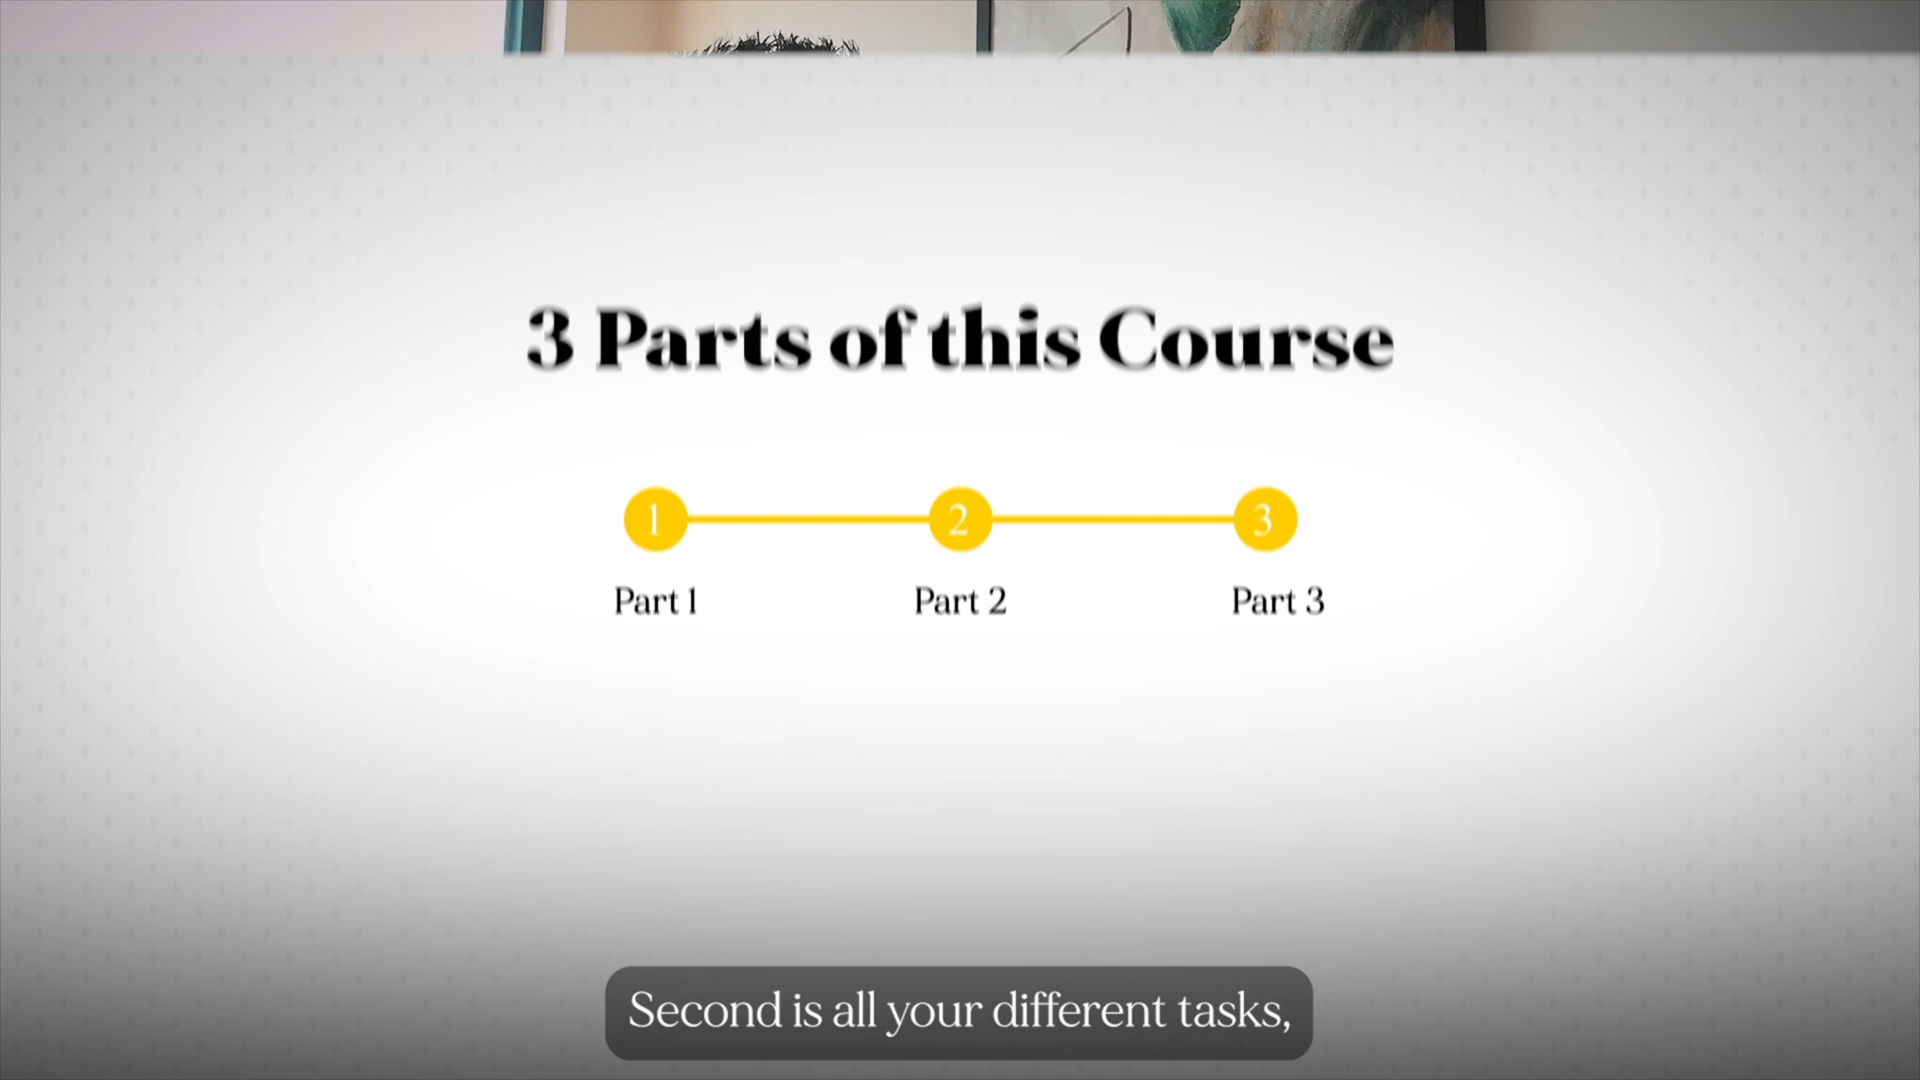 3 Parts of this Course
1 2 3
Part 1 Part 2 Part 3
Second is all your different tasks,